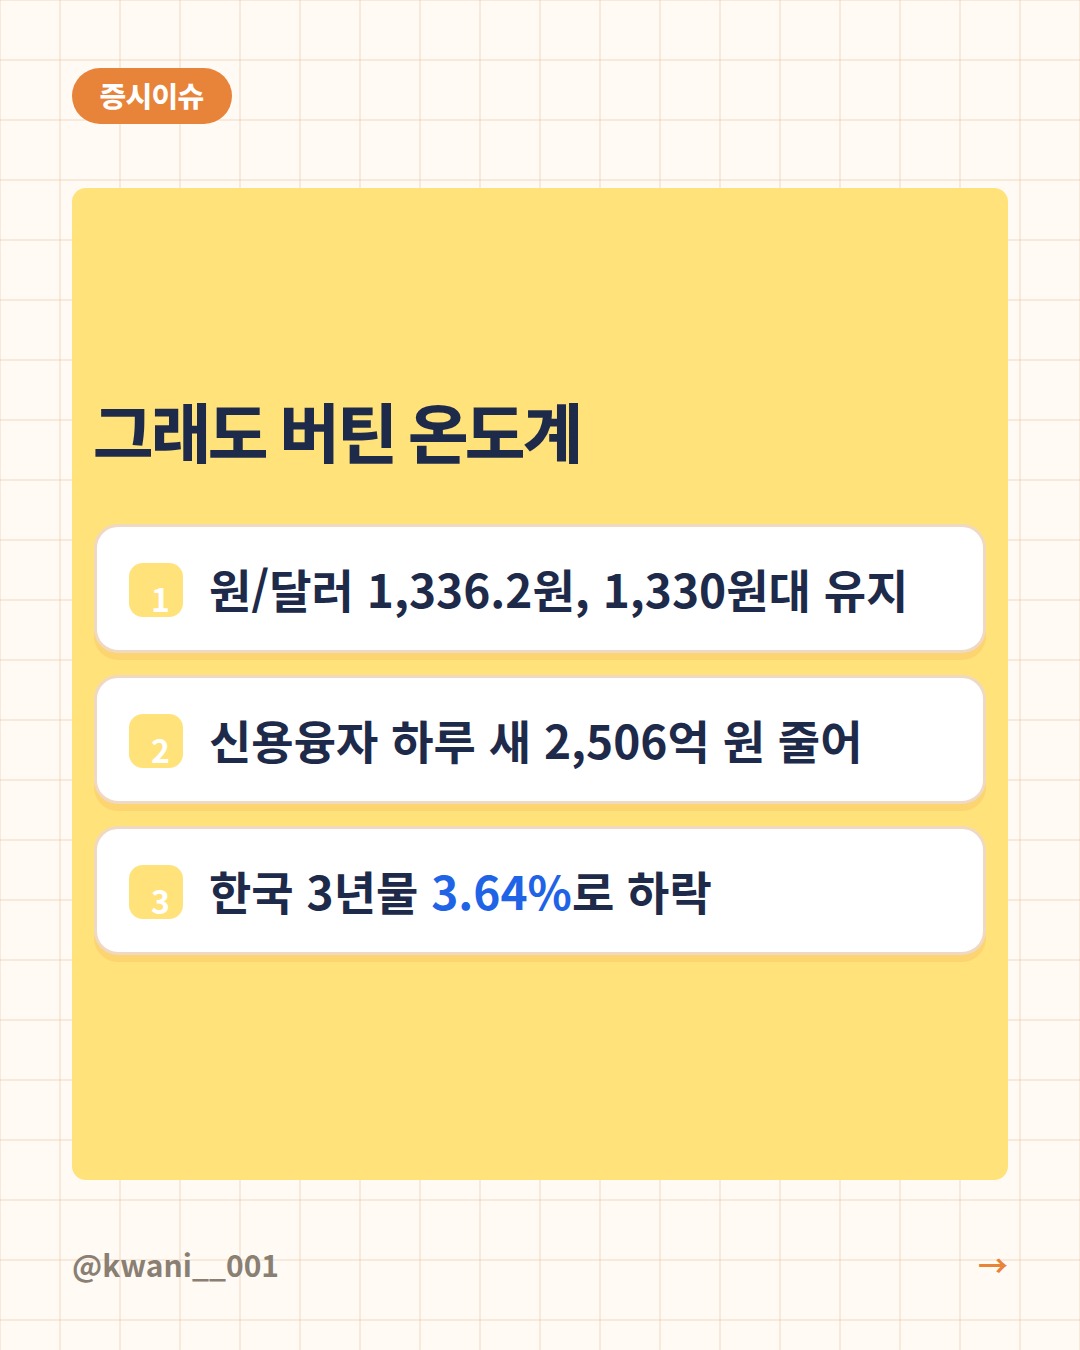 증시이슈
그래도 버틴 온도계
1 원/달러 1,336.2원, 1,330원대 유지
2 신용융자 하루 새 2,506억 원 줄어
3 한국 3년물 3.64%로 하락
@kwani__001 →